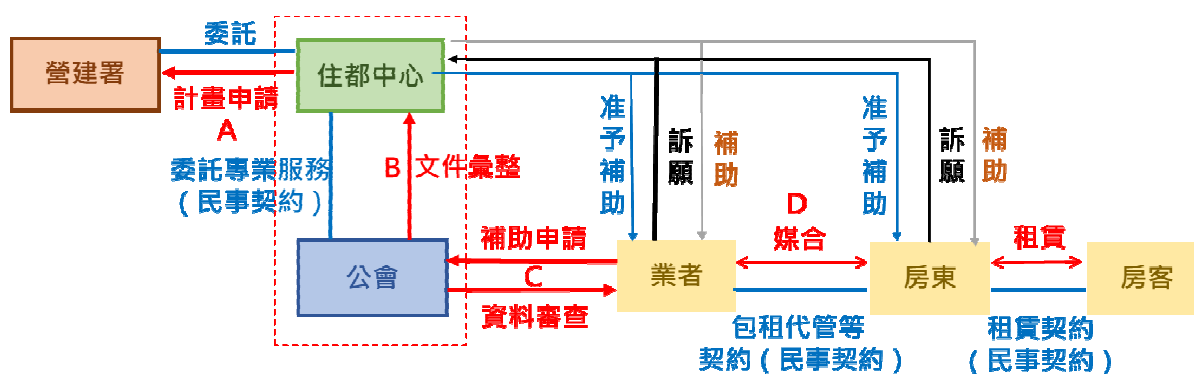 委託
營建署
住都中心
計畫申請
A
委託專業服務
（民事契約）
B 文件彙整
准予補助
訴願
補助
准予補助
訴願
補助
公會
補助申請
C
資料審查
業者
D
媒合
房東
租賃
房客
包租代管等
契約（民事契約）
租賃契約
（民事契約）